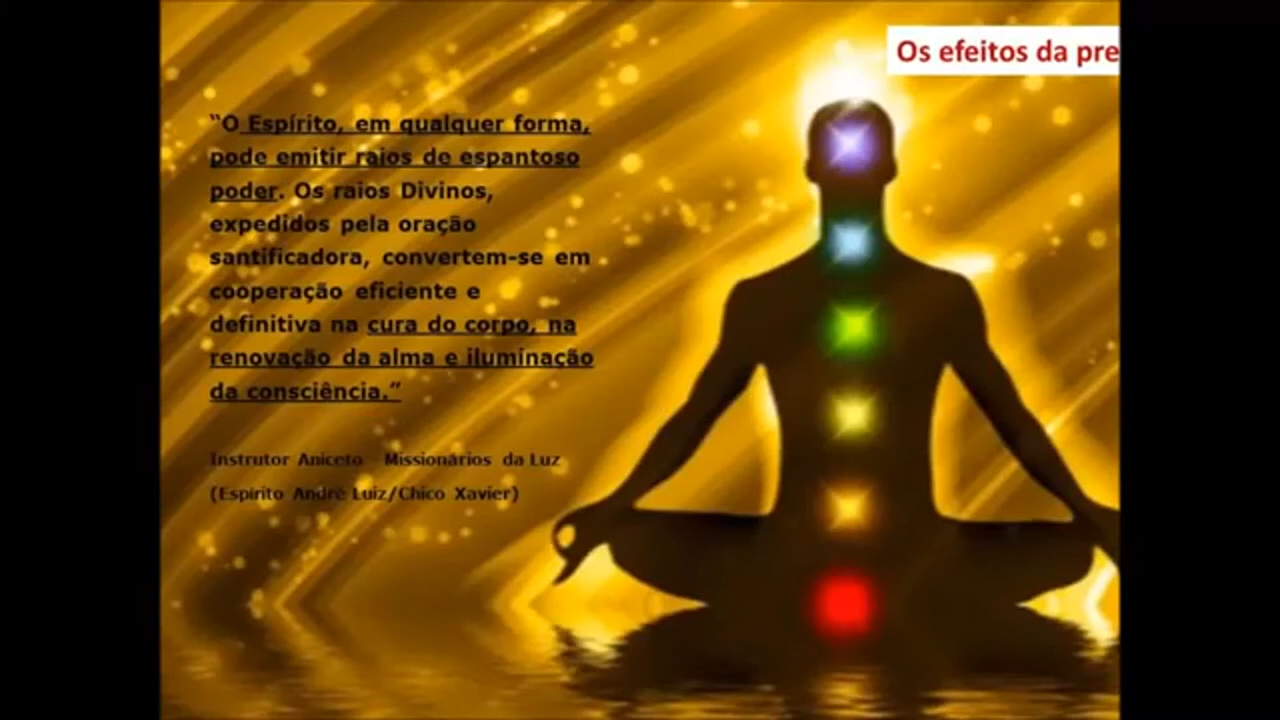 Os efeitos da pre
“O Espírito, em qualquer forma,
pode emitir raios de espantoso
poder. Os raios Divinos,
expedidos pela oração
santificadora, convertem-se em
cooperação eficiente e
definitiva na cura do corpo, na
renovação da alma e iluminação
da consciência.”
Instrutor Aniceto Missionários da Luz
(Espírito André Luiz/Chico Xavier)